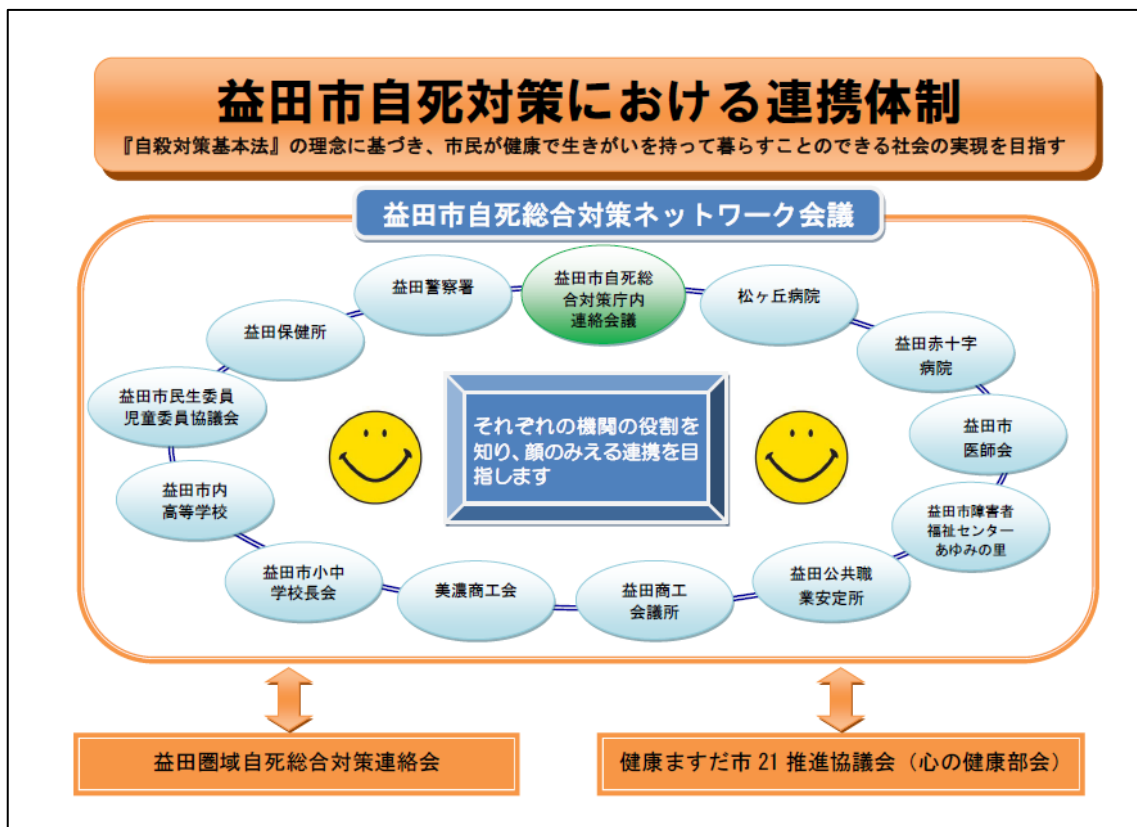 益田市自死対策における連携体制
『自殺対策基本法』の理念に基づき、市民が健康で生きがいを持って暮らすことのできる社会の実現を目指す
益田市自死総合対策ネットワーク会議
益田市自死総
合対策庁内
連絡会議
松ヶ丘病院
益田赤十字
病院
益田市
医師会
益田市障害者
福祉センター
あゆみの里
益田公共職
業安定所
益田商工
会議所
美濃商工会
益田市小中
学校長会
益田市内
高等学校
益田市民生委員
児童委員協議会
益田保健所
益田警察署
それぞれの機関の役割を
知り、顔のみえる連携を目
指します
益田圏域自死総合対策連絡会
健康ますだ市 21 推進協議会（心の健康部会）